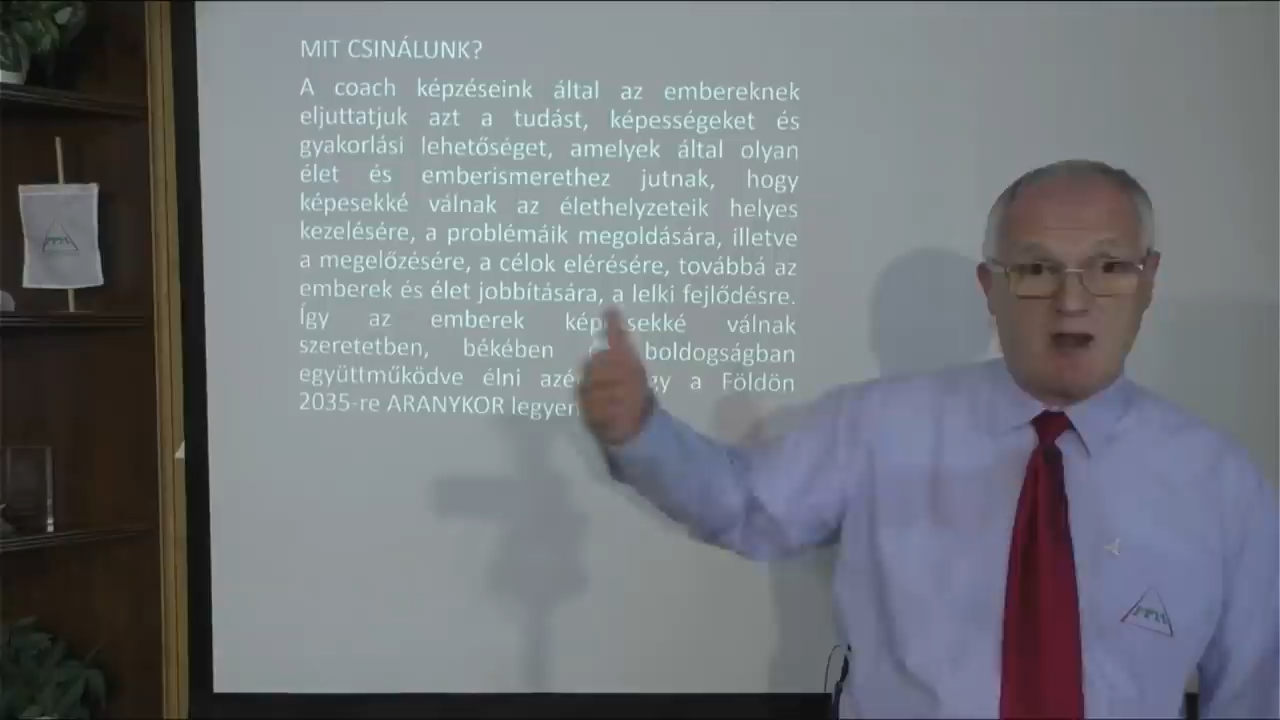 MIT CSINÁLUNK?
A coach képzéseink által az embereknek
eljuttatjuk azt a tudást, képességeket és
gyakorlási lehetőséget, amelyek által olyan
élet és emberismerethez jutnak, hogy
képesekké válnak az élethelyzeteik helyes
kezelésére, a problémáik megoldására, illetve
a megelőzésére, a célok elérésére, továbbá az
emberek és élet jobbítására, a lelki fejlődésre.
Így az emberek képesekké válnak
szeretetben, békében boldogságban
együttműködve élni a Földön
2035-re ARANYKOR legyen